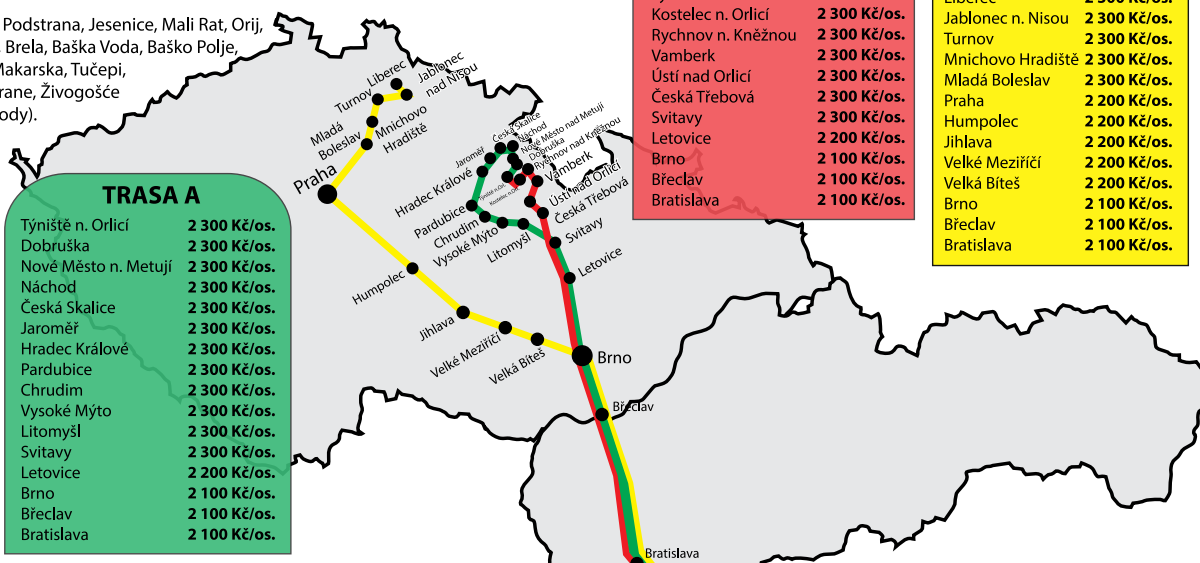 Podstrana, Jesenice, Mali Rat, Orij,
Brela, Baška Voda, Baško Polje,
Makarska, Tučepi,
Živogošće
TRASA A
Týniště n. Orlicí 2 300 Kč/os.
Dobruška 2 300 Kč/os.
Nové Město n. Metují 2 300 Kč/os.
Náchod 2 300 Kč/os.
Česká Skalice 2 300 Kč/os.
Jaroměř 2 300 Kč/os.
Hradec Králové 2 300 Kč/os.
Pardubice 2 300 Kč/os.
Chrudim 2 300 Kč/os.
Vysoké Mýto 2 300 Kč/os.
Litomyšl 2 300 Kč/os.
Svitavy 2 300 Kč/os.
Letovice 2 200 Kč/os.
Brno 2 100 Kč/os.
Břeclav 2 100 Kč/os.
Bratislava 2 100 Kč/os.
Kostelec n. Orlicí 2 300 Kč/os.
Rychnov n. Kněžnou 2 300 Kč/os.
Vamberk 2 300 Kč/os.
Ústí nad Orlicí 2 300 Kč/os.
Česká Třebová 2 300 Kč/os.
Svitavy 2 300 Kč/os.
Letovice 2 200 Kč/os.
Brno 2 100 Kč/os.
Břeclav 2 100 Kč/os.
Bratislava 2 100 Kč/os.
Liberec 2 300 Kč/os.
Jablonec n. Nisou 2 300 Kč/os.
Turnov 2 300 Kč/os.
Mnichovo Hradiště 2 300 Kč/os.
Mladá Boleslav 2 300 Kč/os.
Praha 2 200 Kč/os.
Humpolec 2 200 Kč/os.
Jihlava 2 200 Kč/os.
Velké Meziříčí 2 200 Kč/os.
Velká Bíteš 2 200 Kč/os.
Brno 2 100 Kč/os.
Břeclav 2 100 Kč/os.
Bratislava 2 100 Kč/os.
Liberec
Jablonec
nad Nisou
Turnov
Mnichovo
Hradiště
Mladá
Boleslav
Praha
Humpolec
Jihlava
Velké Meziříčí
Velká Bíteš
Brno
Břeclav
Bratislava
Česká Skalice
Náchod
Nové Město nad Metují
Dobruška
Rychnov nad Kněžnou
Vamberk
Ústí nad Orlicí
Česká Třebová
Svitavy
Letovice
Jaroměř
Hradec Králové
Pardubice
Chrudim
Vysoké Mýto
Litomyšl